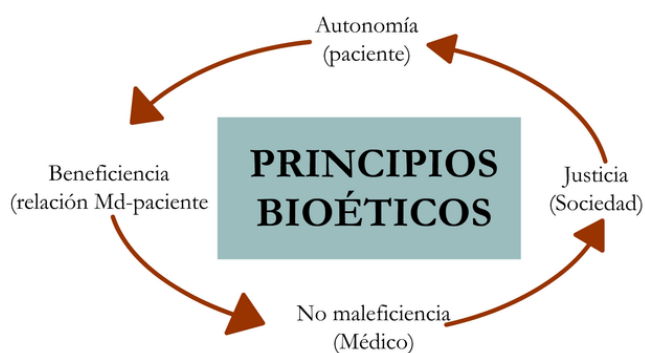 Autonomía
(paciente)
Beneficiencia
(relación Md-paciente
PRINCIPIOS
BIOÉTICOS
Justicia
(Sociedad)
No maleficiencia
(Médico)